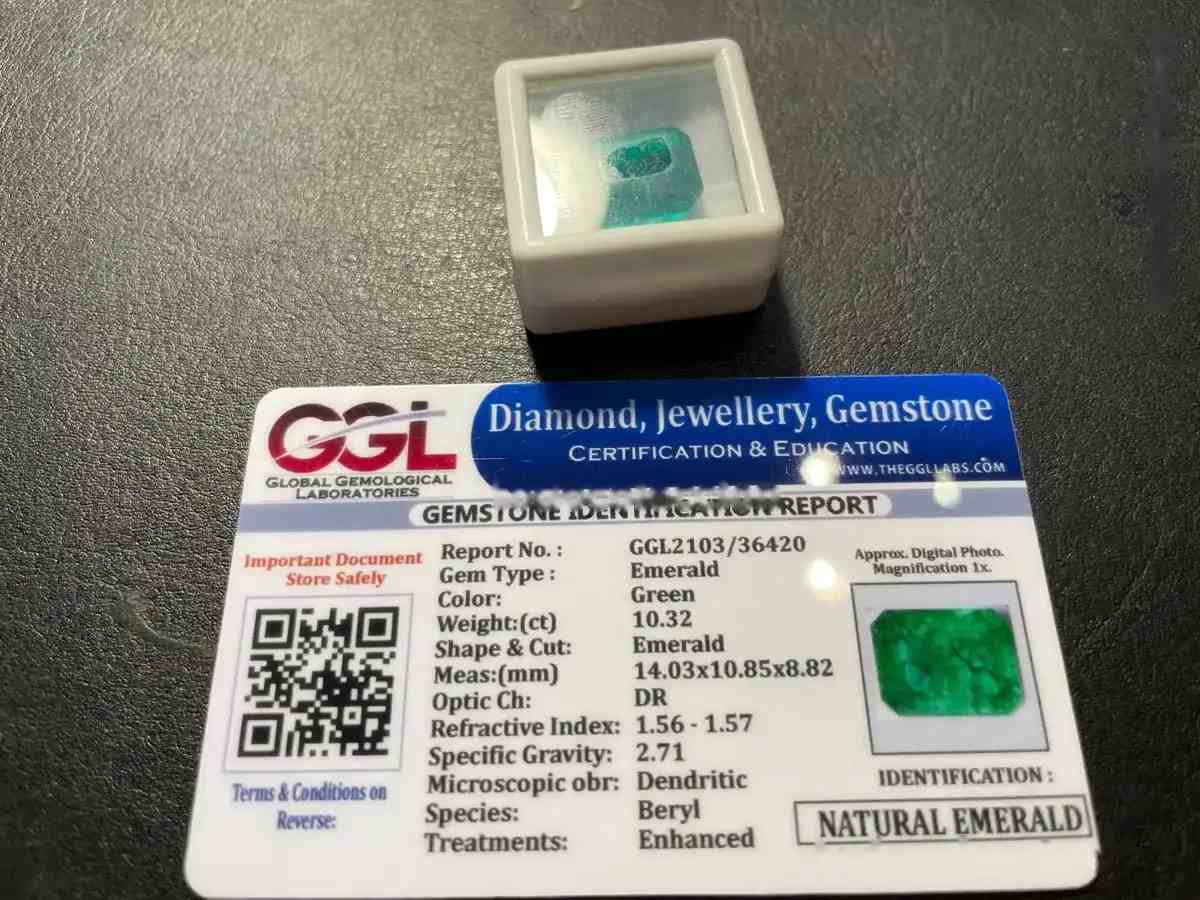 GGL
GLOBAL GEMOLOGICAL
LABORATORIES
Diamond, Jewellery, Gemstone
CERTIFICATION & EDUCATION
WWW.THEGGLLABS.COM
GEMSTONE IDENTIFICATION REPORT
Important Document
Store Safely
Terms & Conditions on
Reverse:
Report No. : GGL2103/36420
Gem Type : Emerald
Color: Green
Weight:(ct) 10.32
Shape & Cut: Emerald
Meas:(mm) 14.03x10.85x8.82
Optic Ch: DR
Refractive Index: 1.56 - 1.57
Specific Gravity: 2.71
Microscopic obr: Dendritic
Species: Beryl
Treatments: Enhanced
Approx. Digital Photo.
Magnification 1x.
IDENTIFICATION :
NATURAL EMERALD